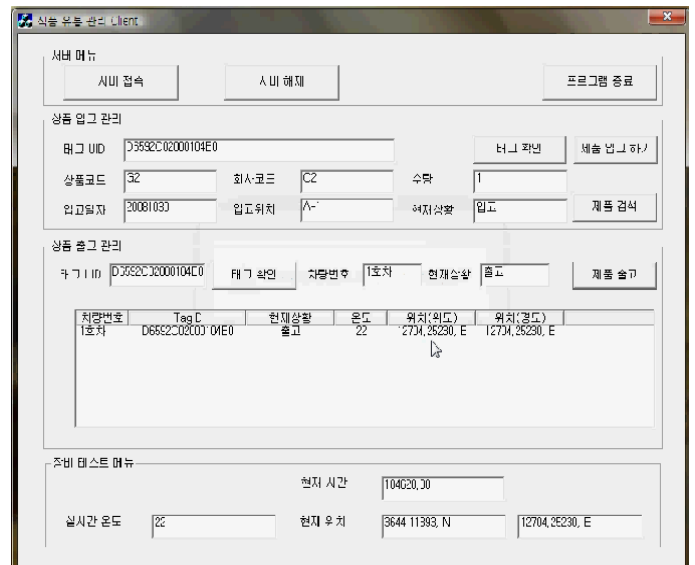 식품 유통 관리 Client
서버 메뉴
서버 접속 서버 해제 프로그램 종료
상품 입고 관리
태그 UID 태그 확인 제품 입고 하기
상품코드 G2 회사코드 C2 수량 1
입고일자 20081030 입고위치 A-1 현재상황 입고 제품 검색
상품 출고 관리
태그 UID 태그 확인 차량번호 1호차 현재상황 출고 제품 출고
차량번호 현재상황 온도 위치(위도) 위치(경도)
1호차 출고 22 12704.25230, E 12704.25230, E
장비 테스트 메뉴
현재 시간
실시간 온도 22 현재 위치 3644.11393, N 12704.25230, E